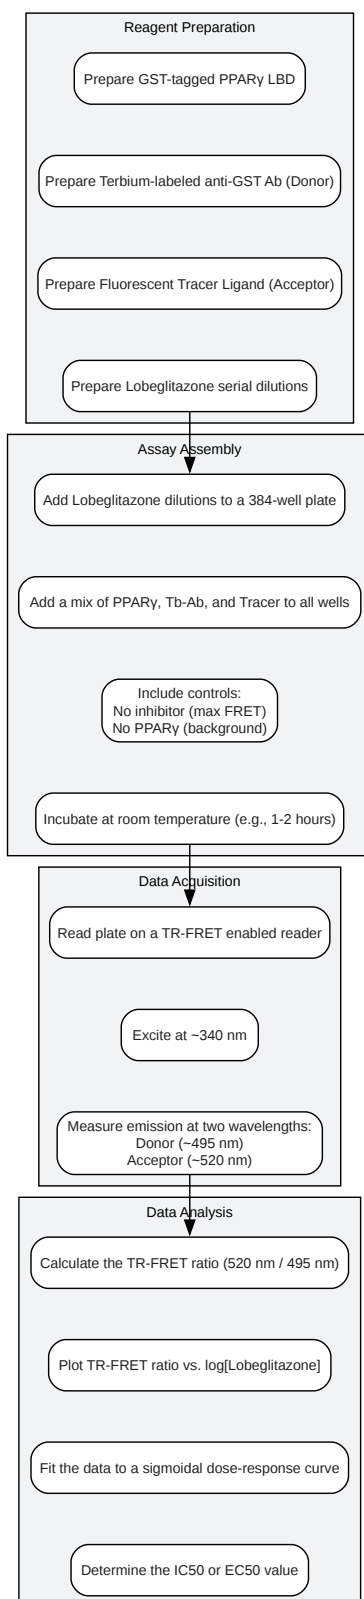 Reagent Preparation
Prepare GST-tagged PPARγ LBD
Prepare Terbium-labeled anti-GST Ab (Donor)
Prepare Fluorescent Tracer Ligand (Acceptor)
Prepare Lobeglitazone serial dilutions
Assay Assembly
Add Lobeglitazone dilutions to a 384-well plate
Add a mix of PPARγ, Tb-Ab, and Tracer to all wells
Include controls:
No inhibitor (max FRET)
No PPARγ (background)
Incubate at room temperature (e.g., 1-2 hours)
Data Acquisition
Read plate on a TR-FRET enabled reader
Excite at ~340 nm
Measure emission at two wavelengths:
Donor (~495 nm)
Acceptor (~520 nm)
Data Analysis
Calculate the TR-FRET ratio (520 nm / 495 nm)
Plot TR-FRET ratio vs. log[Lobeglitazone]
Fit the data to a sigmoidal dose-response curve
Determine the IC50 or EC50 value